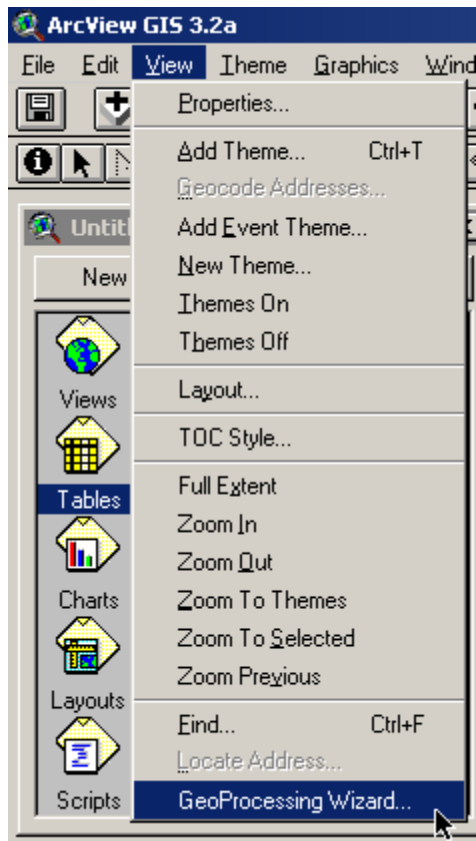 ArcView GIS 3.2a
File Edit View Theme Graphics Wind
Properties...
Add Theme... Ctrl+T
Geocode Addresses...
Untitl
Add Event Theme...
New
New Theme...
Themes On
Themes Off
Views
Layout...
TOC Style...
Tables
Full Extent
Zoom In
Zoom Out
Charts
Zoom To Themes
Zoom To Selected
Zoom Previous
Layouts
Find... Ctrl+F
Locate Address...
Scripts
GeoProcessing Wizard...